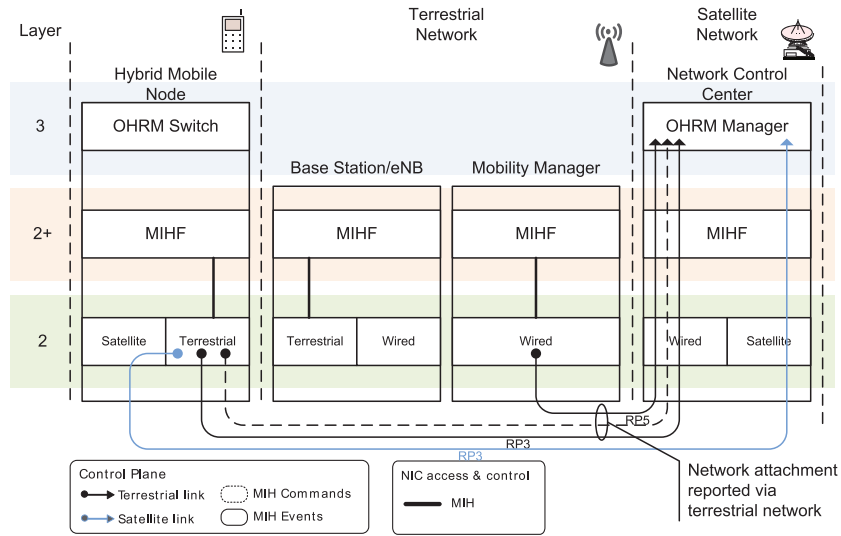 Layer
Terrestrial
Network
Satellite
Network
Hybrid Mobile
Node
Network Control
Center
3
OHRM Switch
OHRM Manager
Base Station/eNB
Mobility Manager
2+
MIHF
MIHF
MIHF
MIHF
2
Satellite
Terrestrial
Terrestrial
Wired
Wired
Wired
Satellite
RP5
RP3
RP3
Control Plane
Terrestrial link
MIH Commands
Satellite link
MIH Events
NIC access & control
MIH
Network attachment
reported via
terrestrial network